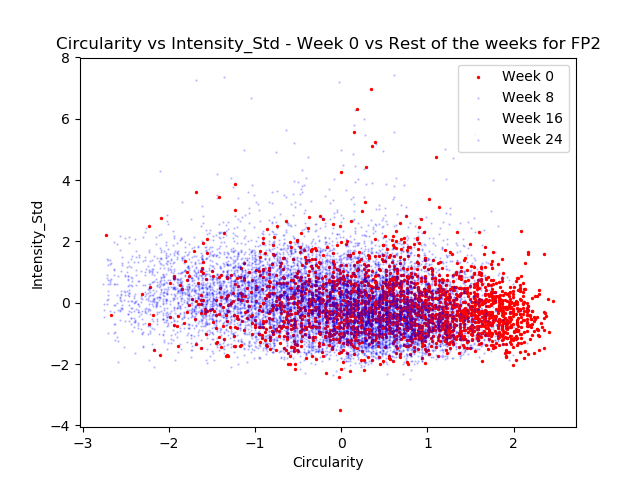 Circularity vs Intensity_Std - Week 0 vs Rest of the weeks for FP2
Week 0
Week 8
Week 16
Week 24
8
6
4
2
0
−2
−4
Intensity_Std
−3
−2
−1
0
1
2
Circularity